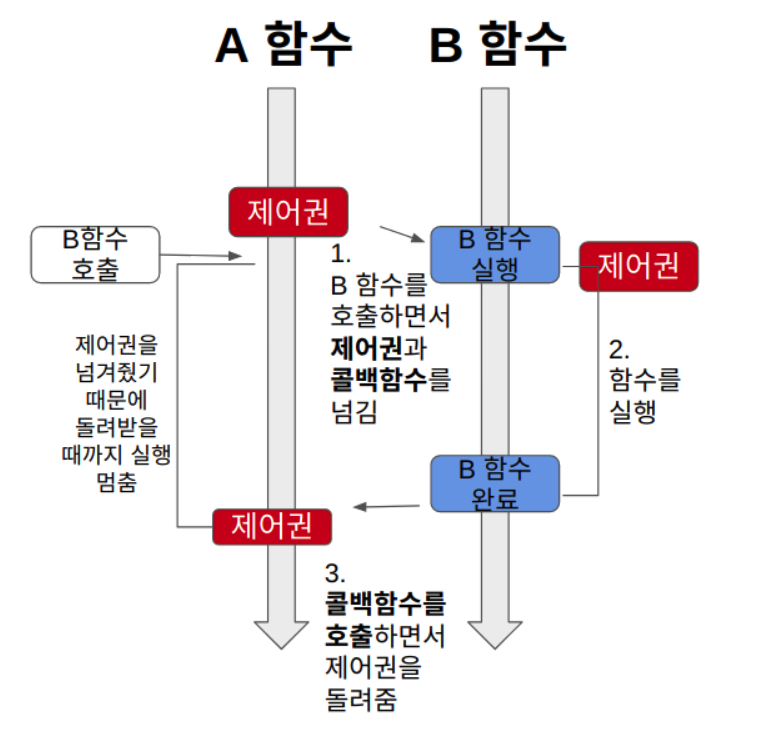 A 함수
B 함수
제어권
B함수
호출
B 함수
실행
제어권
1.
B 함수를
호출하면서
제어권과
콜백함수를
넘김
제어권을
넘겨줬기
때문에
돌려받을
때까지 실행
멈춤
2.
함수를
실행
B 함수
완료
제어권
3.
콜백함수를
호출하면서
제어권을
돌려줌